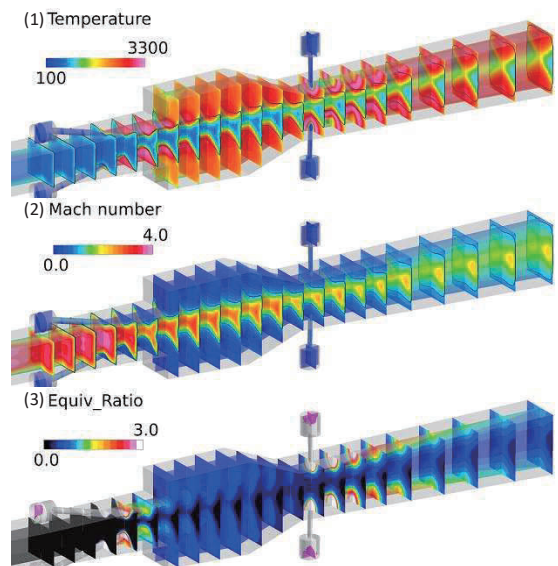 (1) Temperature
3300
100
(2) Mach number
4.0
0.0
(3) Equiv_Ratio
3.0
0.0